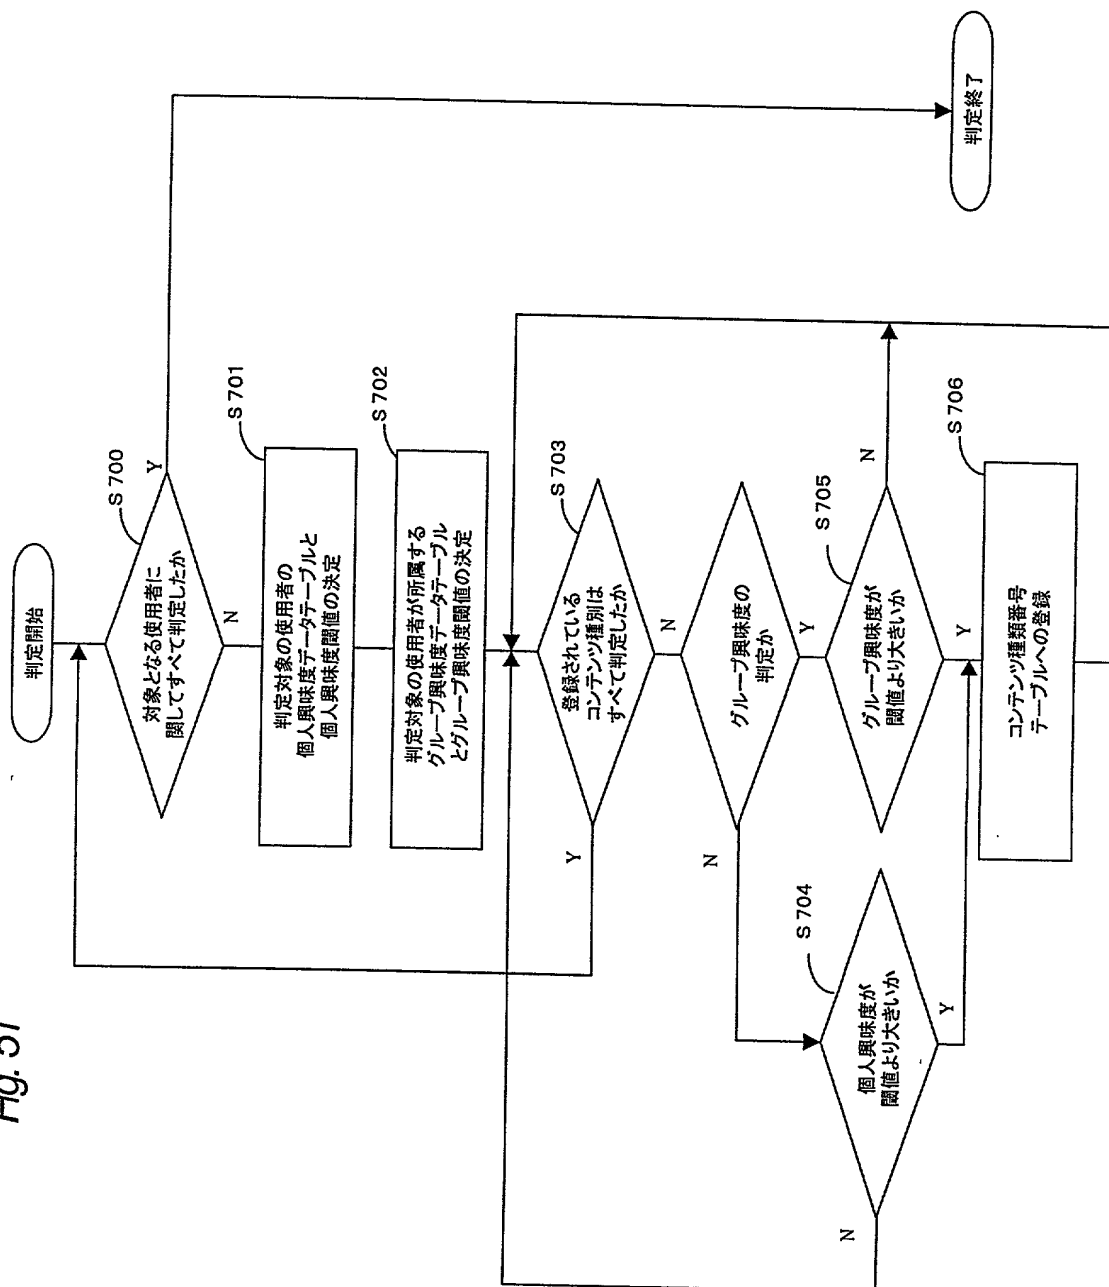 Fig. 51
判定開始
S 700
対象となる使用者に
関してすべて判定したか
Y
N
S 701
判定対象の使用者の
個人興味度データテーブルと
個人興味度閾値の決定
S 702
判定対象の使用者が所属する
グループ興味度データテーブル
とグループ興味度閾値の決定
S 703
登録されている
コンテンツ種別は
すべて判定したか
Y
N
グループ興味度の
判定か
N
Y
S 704
個人興味度が
閾値より大きいか
N
Y
S 705
グループ興味度が
閾値より大きいか
N
Y
S 706
コンテンツ種類番号
テーブルへの登録
判定終了